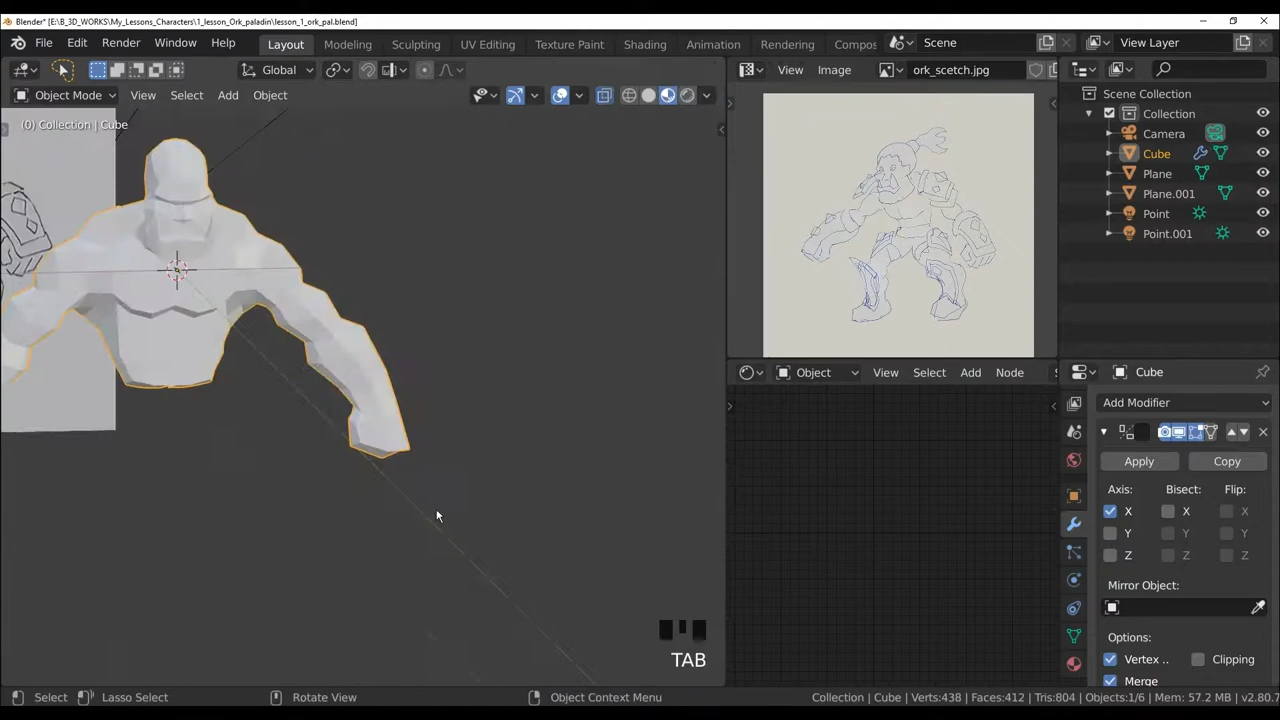 Blender* [E:\B_3D_WORKS\My_Lessons_Characters\1_lesson_Ork_paladin\lesson_1_ork_pal.blend]
File Edit Render Window Help Layout Modeling Sculpting UV Editing Texture Paint Shading Animation Rendering Compos Scene View Layer
Global View Image ork_scetch.jpg
Object Mode View Select Add Object
Scene Collection
(0) Collection | Cube
Collection
Camera
Cube
Plane
Plane.001
Point
Point.001
Object View Select Add Node Cube
Add Modifier
Apply Copy
Axis: Bisect: Flip:
X X X
Y Y Y
Z Z Z
Mirror Object:
Options:
TAB
Vertex .. Clipping
Merge
Select Lasso Select Rotate View Object Context Menu Collection | Cube | Verts:438 | Faces:412 | Tris:804 | Objects:1/6 | Mem: 57.2 MB | v2.80.7